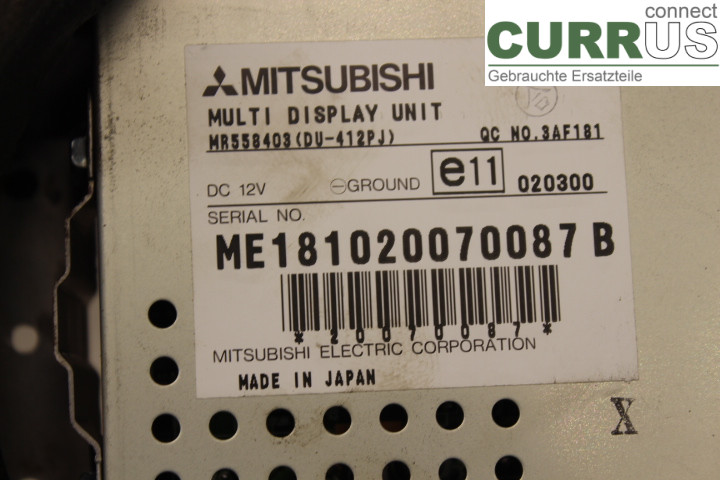 connect
CURRUS
Gebrauchte Ersatzteile
MITSUBISHI
MULTI DISPLAY UNIT
MR558403(DU-412PJ) QC NO.3AF181
DC 12V ⊖GROUND e11 020300
SERIAL NO.
ME181020070087 B
*20070087*
MITSUBISHI ELECTRIC CORPORATION
MADE IN JAPAN
X